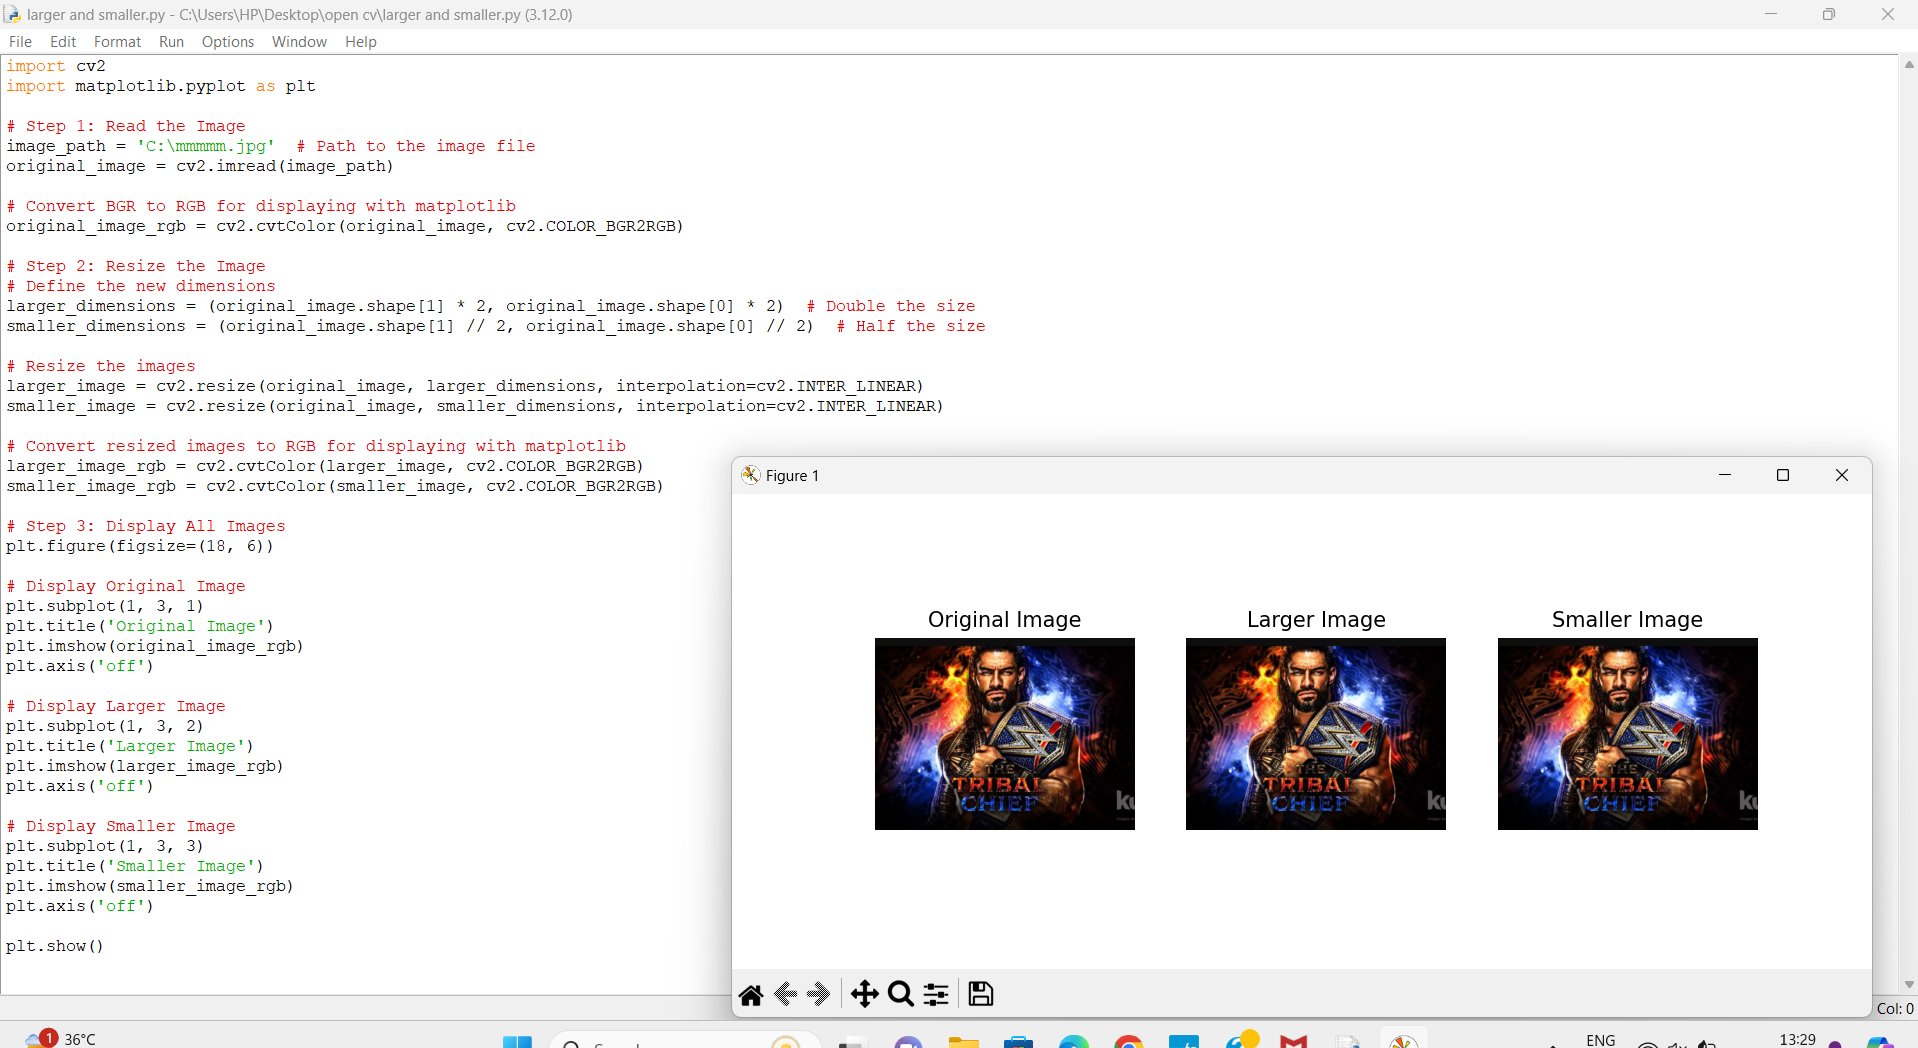 larger and smaller.py - C:\Users\HP\Desktop\open cv\larger and smaller.py (3.12.0)
File Edit Format Run Options Window Help
import cv2
import matplotlib.pyplot as plt
# Step 1: Read the Image
image_path = 'C:\mmmmm.jpg'  # Path to the image file
original_image = cv2.imread(image_path)
# Convert BGR to RGB for displaying with matplotlib
original_image_rgb = cv2.cvtColor(original_image, cv2.COLOR_BGR2RGB)
# Step 2: Resize the Image
# Define the new dimensions
larger_dimensions = (original_image.shape[1] * 2, original_image.shape[0] * 2)  # Double the size
smaller_dimensions = (original_image.shape[1] // 2, original_image.shape[0] // 2)  # Half the size
# Resize the images
larger_image = cv2.resize(original_image, larger_dimensions, interpolation=cv2.INTER_LINEAR)
smaller_image = cv2.resize(original_image, smaller_dimensions, interpolation=cv2.INTER_LINEAR)
# Convert resized images to RGB for displaying with matplotlib
larger_image_rgb = cv2.cvtColor(larger_image, cv2.COLOR_BGR2RGB)
smaller_image_rgb = cv2.cvtColor(smaller_image, cv2.COLOR_BGR2RGB)
# Step 3: Display All Images
plt.figure(figsize=(18, 6))
# Display Original Image
plt.subplot(1, 3, 1)
plt.title('Original Image')
plt.imshow(original_image_rgb)
plt.axis('off')
# Display Larger Image
plt.subplot(1, 3, 2)
plt.title('Larger Image')
plt.imshow(larger_image_rgb)
plt.axis('off')
# Display Smaller Image
plt.subplot(1, 3, 3)
plt.title('Smaller Image')
plt.imshow(smaller_image_rgb)
plt.axis('off')
plt.show()
Figure 1
Original Image
THE
TRIBAL
CHIEF
ku
Larger Image
THE
TRIBAL
CHIEF
ku
Smaller Image
THE
TRIBAL
CHIEF
ku
Col: 0
1
36°C
ENG
13:29